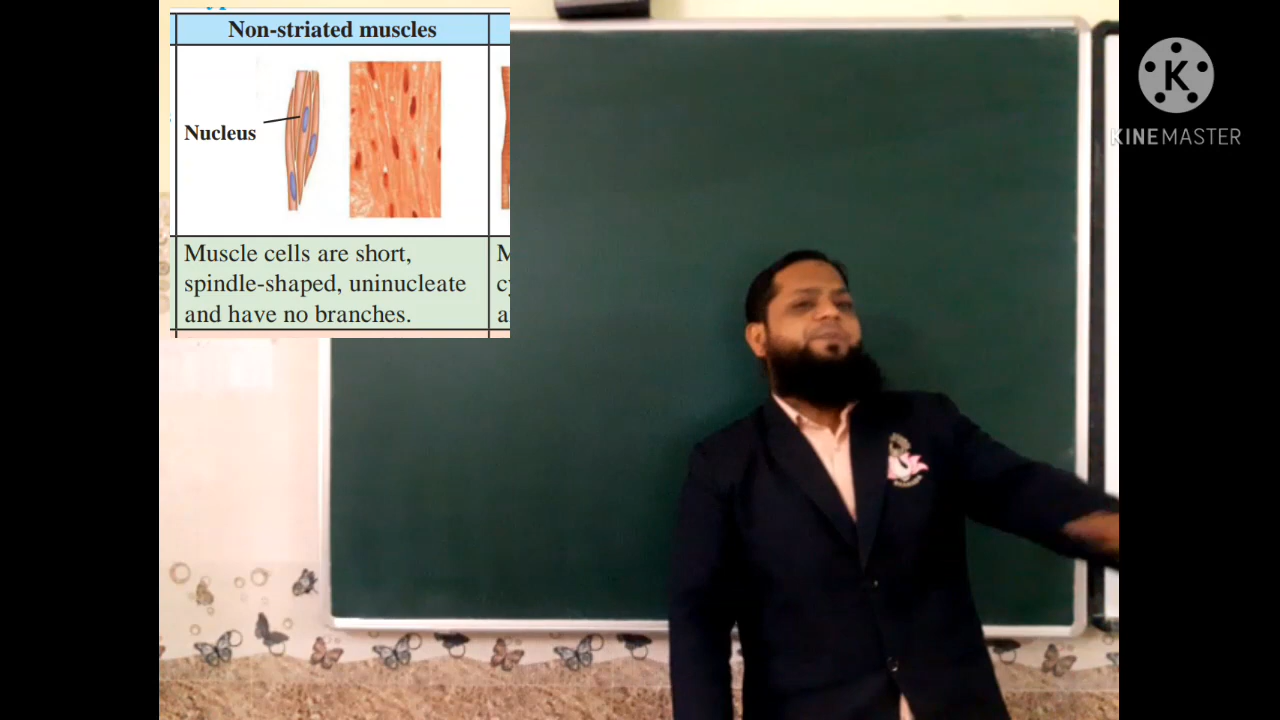 Non-striated muscles
Nucleus
Muscle cells are short,
spindle-shaped, uninucleate
and have no branches.
M
a
K
KINEMASTER